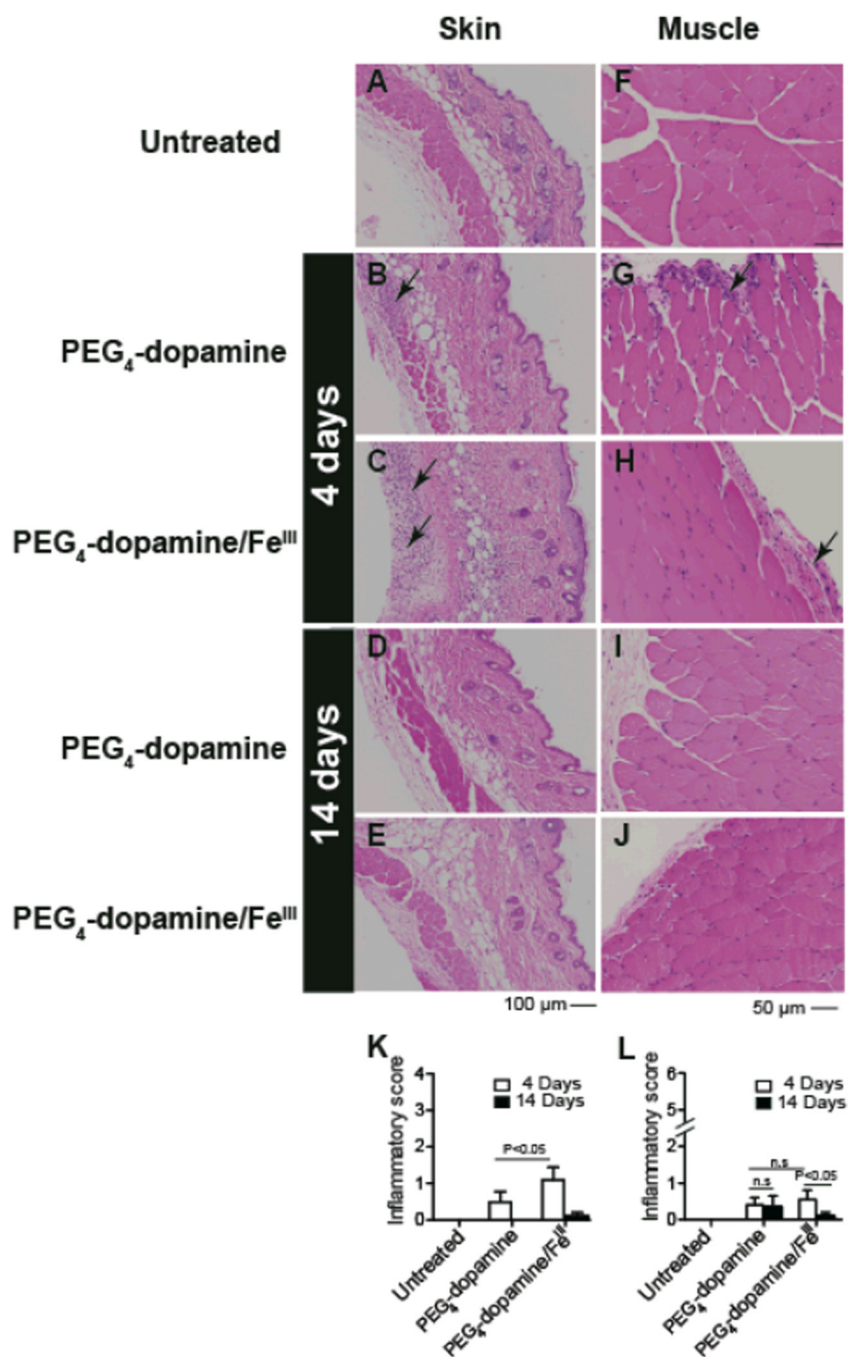 Skin Muscle
A F
Untreated
B G
PEG4-dopamine
4 days
C H
PEG4-dopamine/FeIII
D I
PEG4-dopamine
14 days
E J
PEG4-dopamine/FeIII
100 µm 50 µm
K
Inflammatory score
4
3
2
1
0
4 Days
14 Days
P<0.05
Untreated
PEG4-dopamine
PEG4-dopamine/FeIII
L
Inflammatory score
6
5
2
1
0
4 Days
14 Days
n.s
n.s
P<0.05
Untreated
PEG4-dopamine
PEG4-dopamine/FeIII